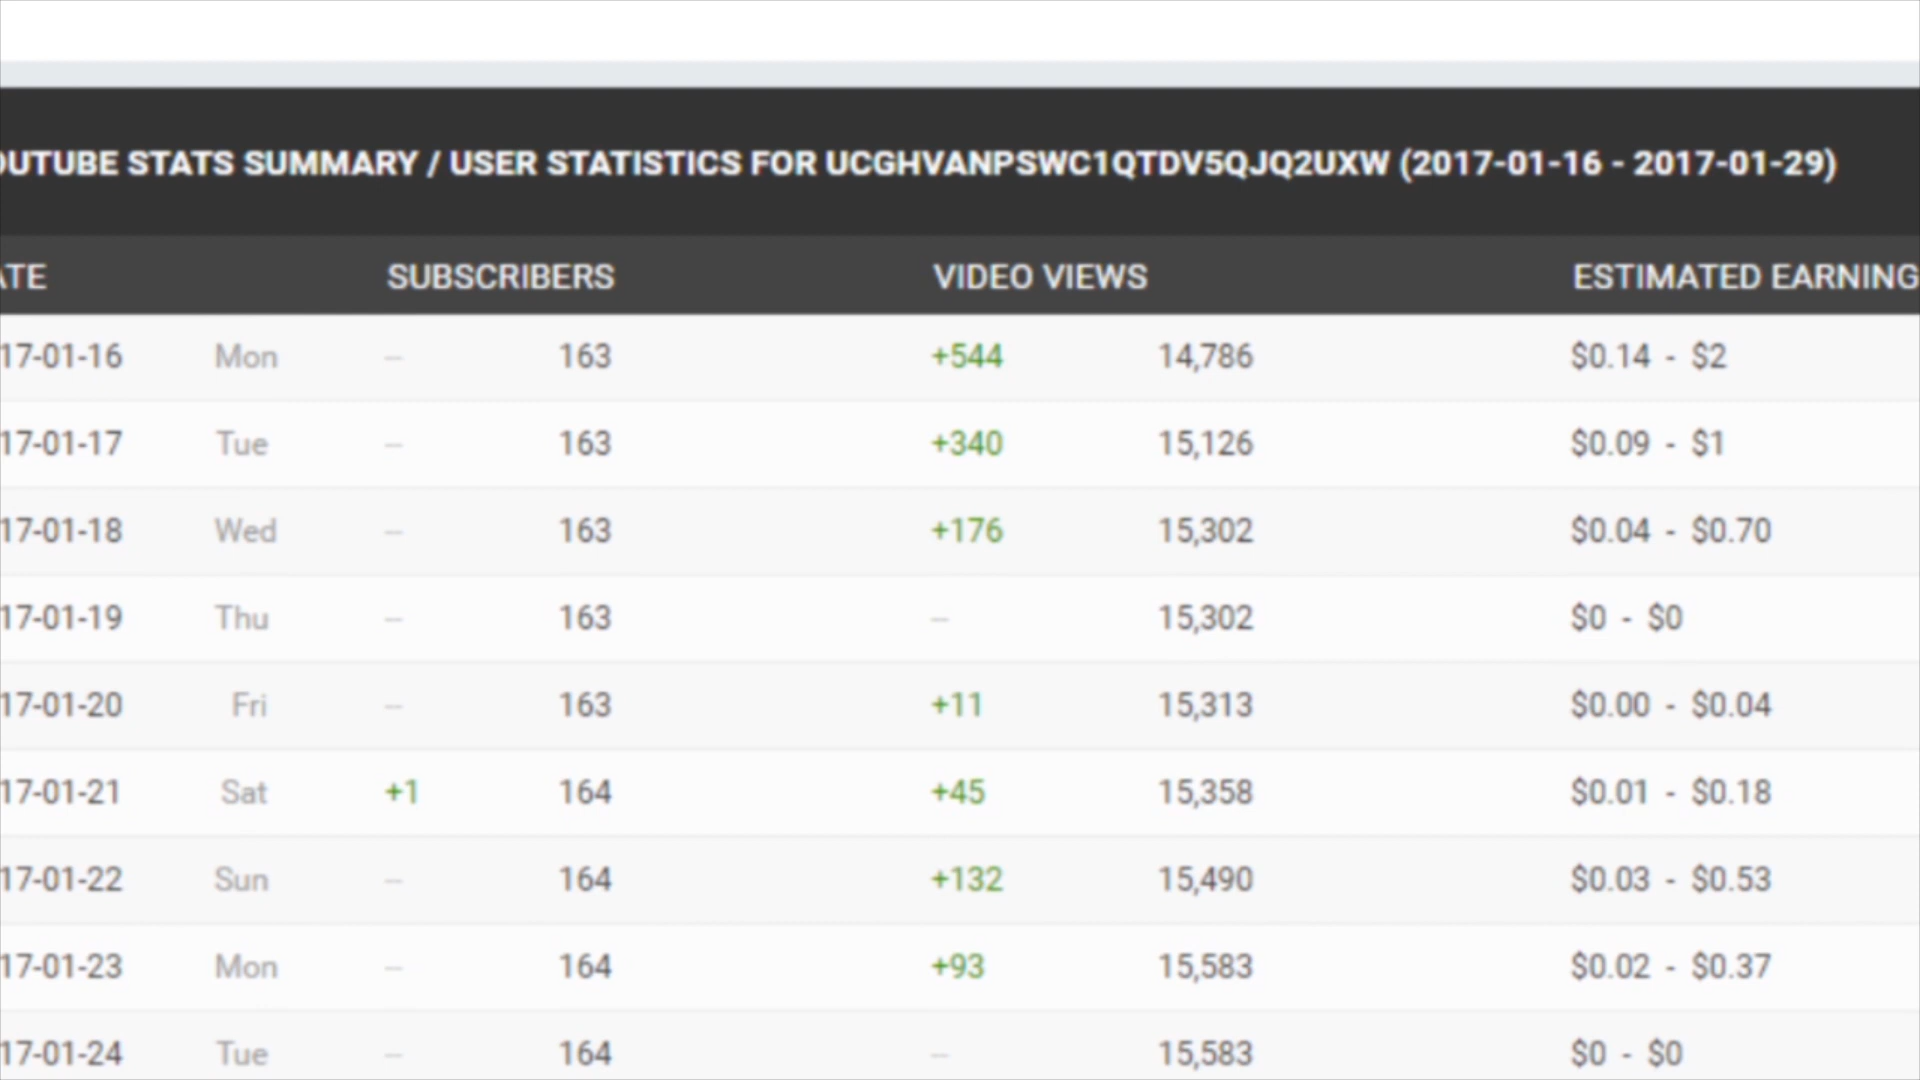 OUTUBE STATS SUMMARY / USER STATISTICS FOR UCGHVANPSWC1QTDV5QJQ2UXW (2017-01-16 - 2017-01-29)
ATE SUBSCRIBERS VIDEO VIEWS ESTIMATED EARNING
17-01-16 Mon -- 163 +544 14,786 $0.14 - $2
17-01-17 Tue -- 163 +340 15,126 $0.09 - $1
17-01-18 Wed -- 163 +176 15,302 $0.04 - $0.70
17-01-19 Thu -- 163 -- 15,302 $0 - $0
17-01-20 Fri -- 163 +11 15,313 $0.00 - $0.04
17-01-21 Sat +1 164 +45 15,358 $0.01 - $0.18
17-01-22 Sun -- 164 +132 15,490 $0.03 - $0.53
17-01-23 Mon -- 164 +93 15,583 $0.02 - $0.37
17-01-24 Tue -- 164 -- 15,583 $0 - $0